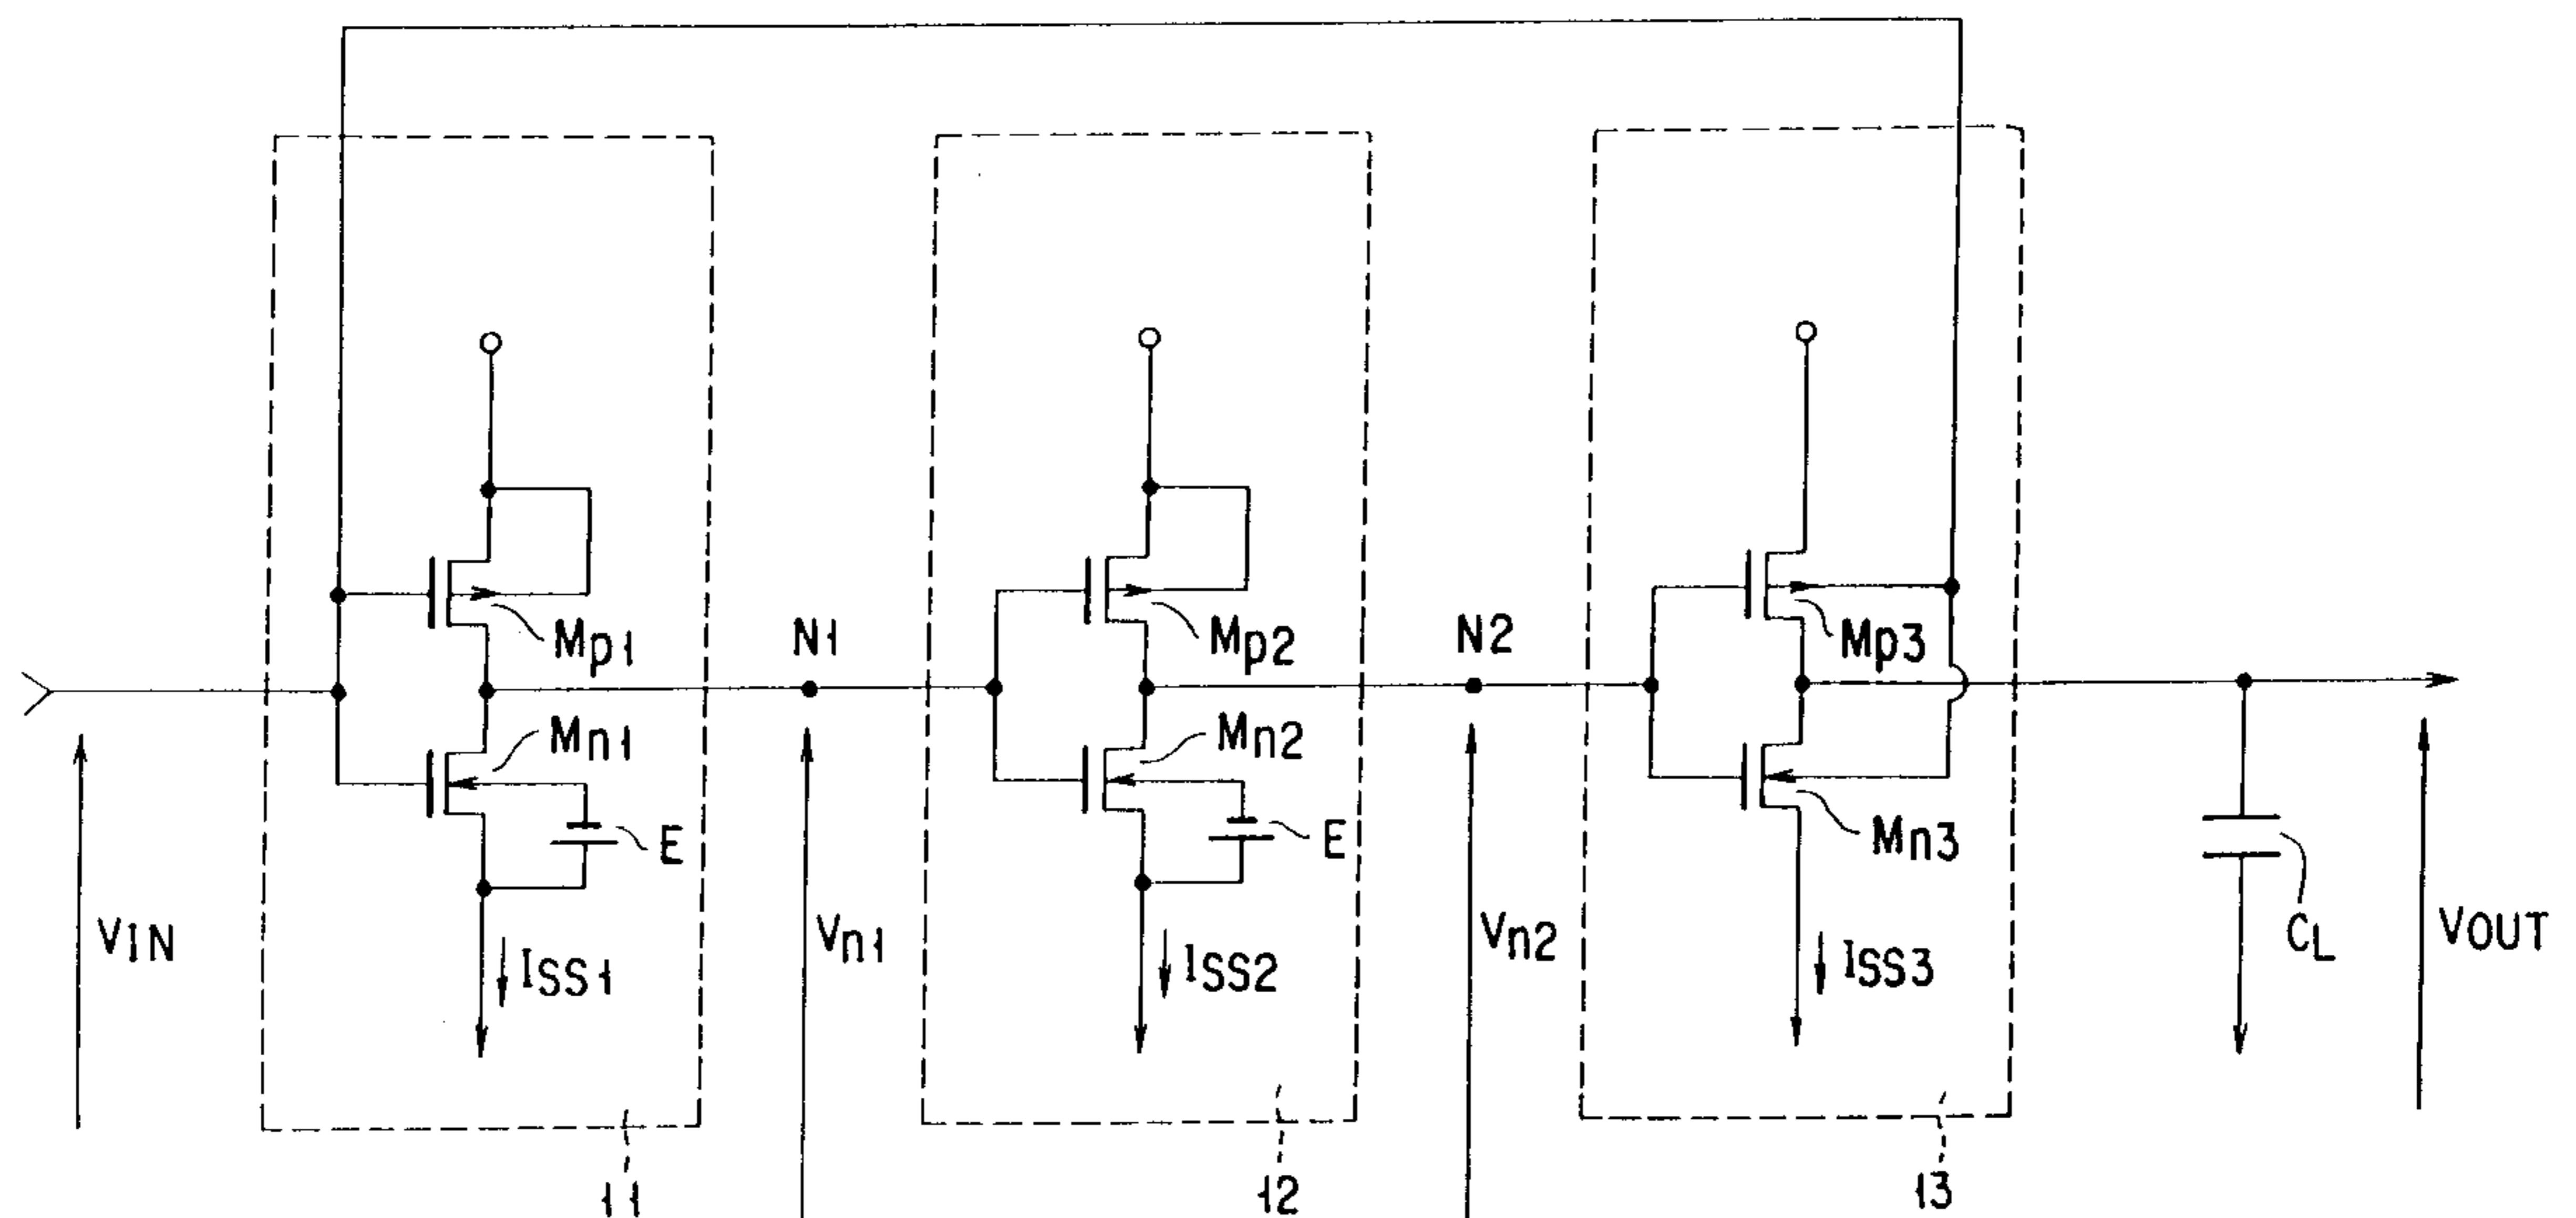 Mp1
N1
Mp2
N2
Mp3
Mn1
Mn2
Mn3
E
E
VIN
Vn1
Vn2
CL
VOUT
ISS1
ISS2
ISS3
11
12
13